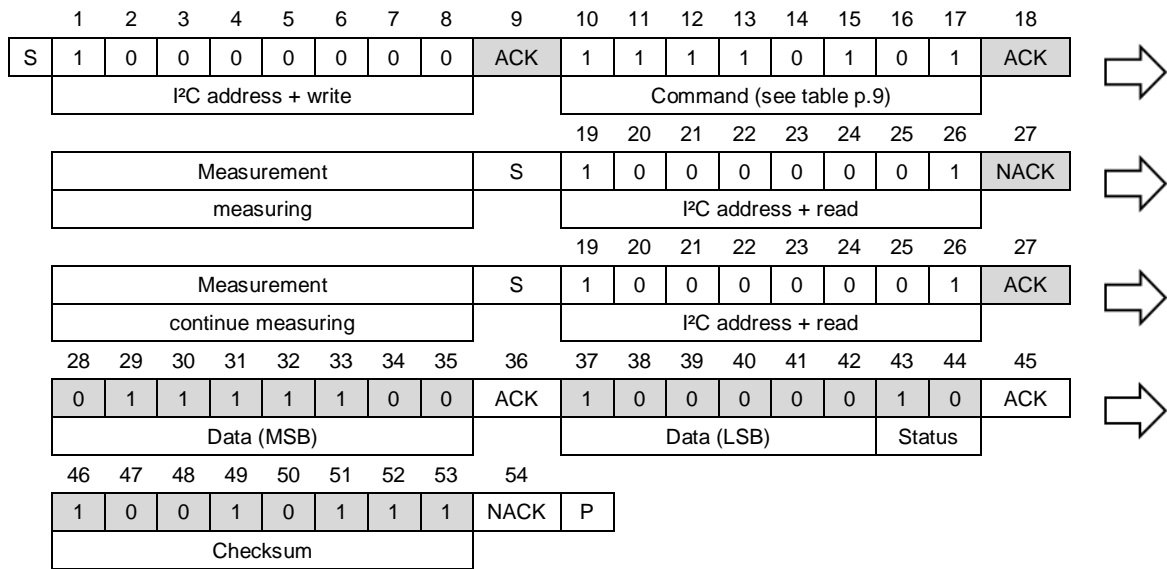 1 2 3 4 5 6 7 8 9 10 11 12 13 14 15 16 17 18
S 1 0 0 0 0 0 0 0 ACK 1 1 1 1 0 1 0 1 ACK
I²C address + write Command (see table p.9)
19 20 21 22 23 24 25 26 27
Measurement S 1 0 0 0 0 0 0 1 NACK
measuring I²C address + read
19 20 21 22 23 24 25 26 27
Measurement S 1 0 0 0 0 0 0 1 ACK
continue measuring I²C address + read
28 29 30 31 32 33 34 35 36 37 38 39 40 41 42 43 44 45
0 1 1 1 1 1 0 0 ACK 1 0 0 0 0 0 1 0 ACK
Data (MSB) Data (LSB) Status
46 47 48 49 50 51 52 53 54
1 0 0 1 0 1 1 1 NACK P
Checksum